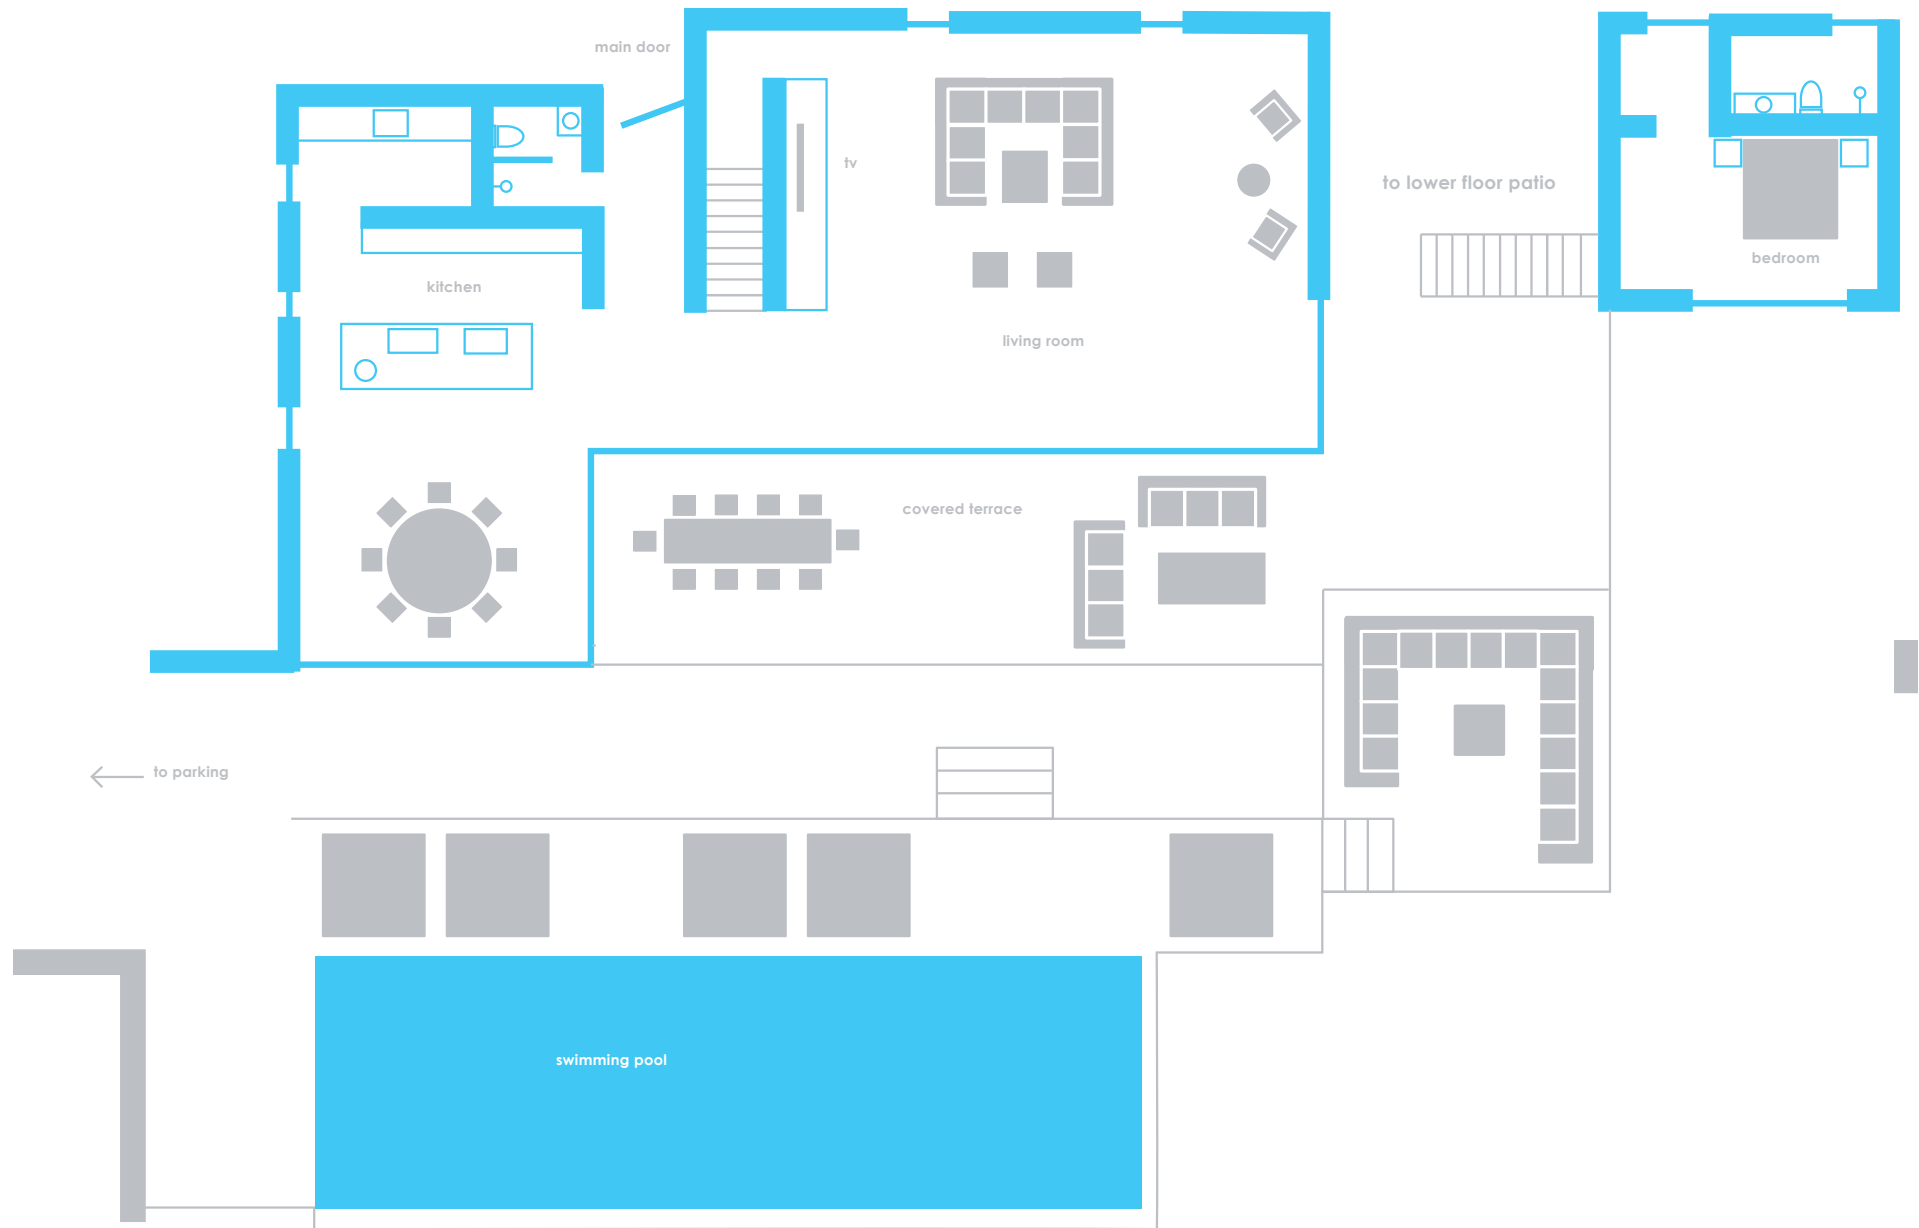 main door
tv
to lower floor patio
bedroom
kitchen
living room
covered terrace
to parking
swimming pool